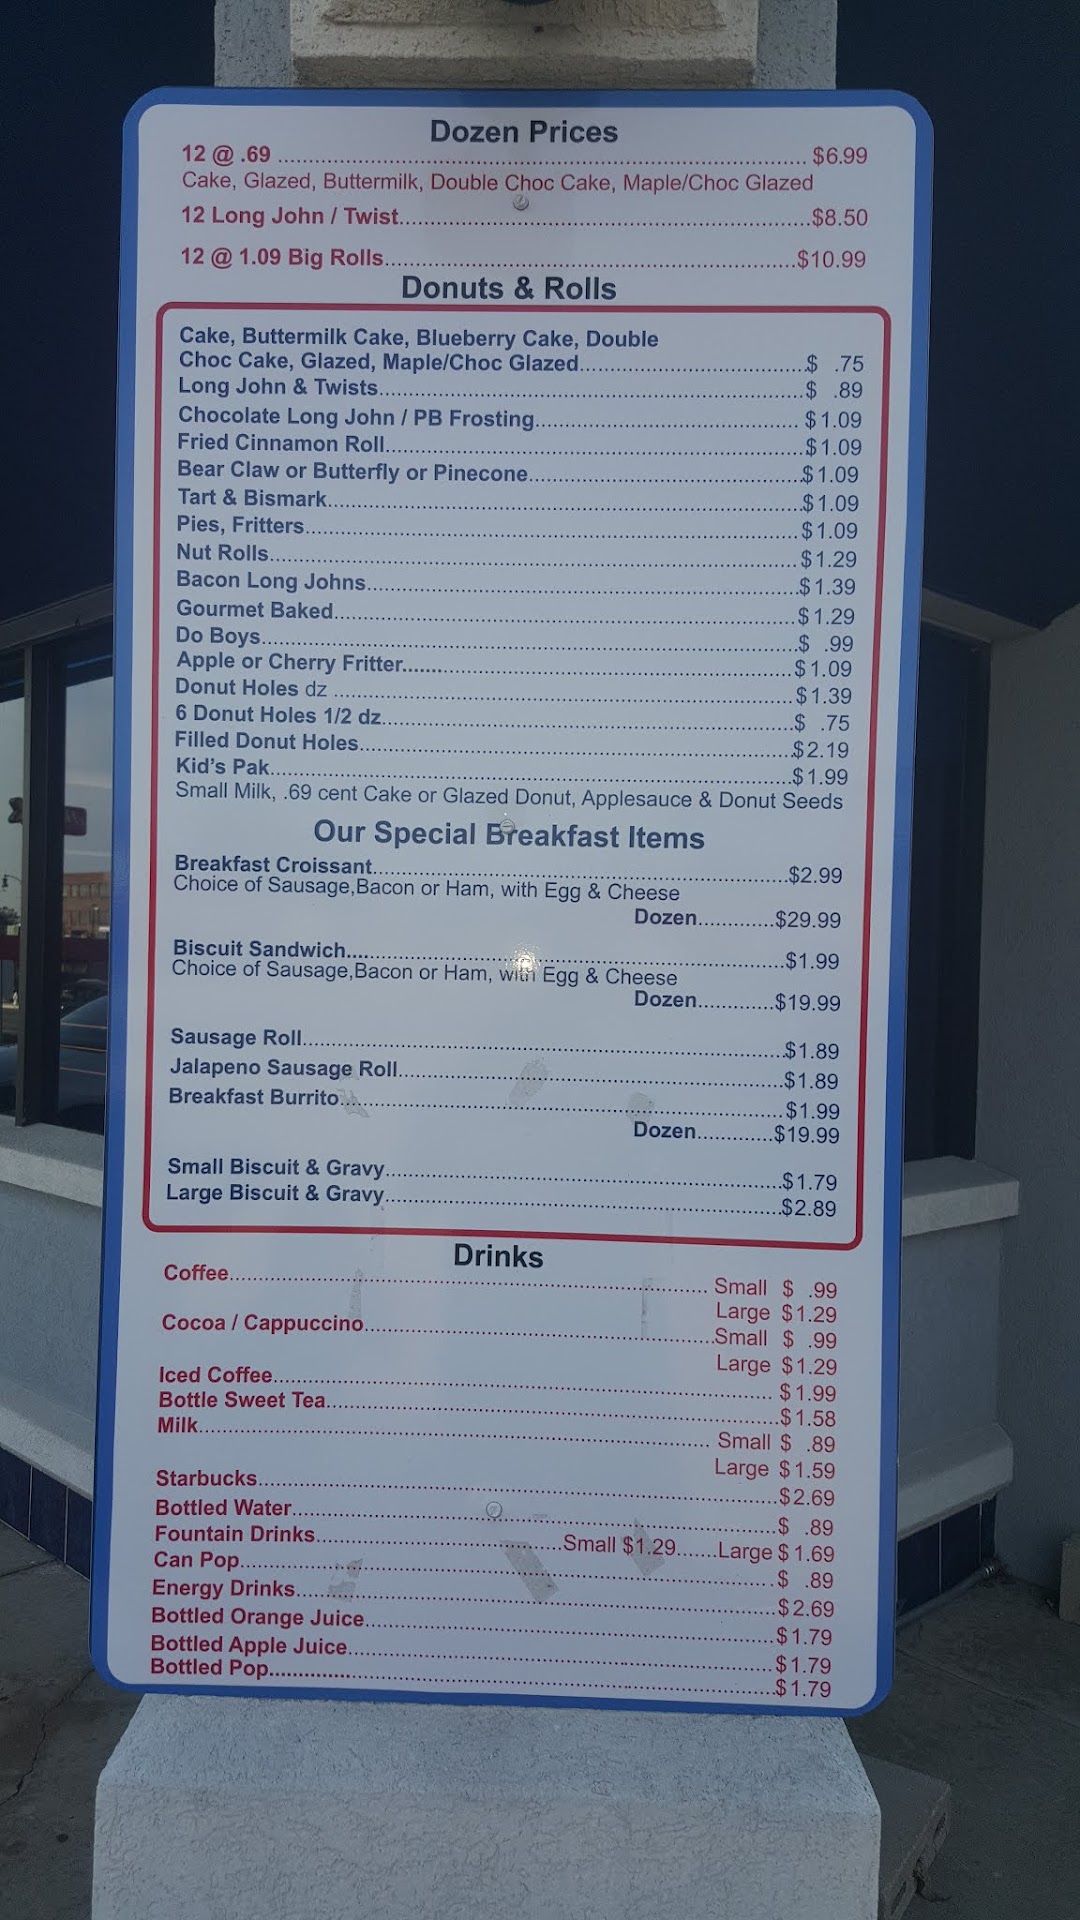 Dozen Prices
12 @ .69 ........ $6.99
Cake, Glazed, Buttermilk, Double Choc Cake, Maple/Choc Glazed
12 Long John / Twist........$8.50
12 @ 1.09 Big Rolls........$10.99
Donuts & Rolls
Cake, Buttermilk Cake, Blueberry Cake, Double
Choc Cake, Glazed, Maple/Choc Glazed........$ .75
Long John & Twists........$ .89
Chocolate Long John / PB Frosting........ $1.09
Fried Cinnamon Roll........$1.09
Bear Claw or Butterfly or Pinecone........$1.09
Tart & Bismark........$1.09
Pies, Fritters........$1.09
Nut Rolls........$1.29
Bacon Long Johns........$1.39
Gourmet Baked........$1.29
Do Boys........$ .99
Apple or Cherry Fritter........$1.09
Donut Holes dz ........$1.39
6 Donut Holes 1/2 dz........$ .75
Filled Donut Holes........$2.19
Kid's Pak........$1.99
Small Milk, .69 cent Cake or Glazed Donut, Applesauce & Donut Seeds
Our Special Breakfast Items
Breakfast Croissant........$2.99
Choice of Sausage,Bacon or Ham, with Egg & Cheese
Dozen........$29.99
Biscuit Sandwich........$1.99
Choice of Sausage,Bacon or Ham, with Egg & Cheese
Dozen........$19.99
Sausage Roll........$1.89
Jalapeno Sausage Roll........$1.89
Breakfast Burrito........$1.99
Dozen........$19.99
Small Biscuit & Gravy........$1.79
Large Biscuit & Gravy........$2.89
Drinks
Coffee........ Small $ .99
Large $1.29
Cocoa / Cappuccino........Small $ .99
Large $1.29
Iced Coffee........ $1.99
Bottle Sweet Tea........$1.58
Milk........ Small $ .89
Large $1.59
Starbucks........$2.69
Bottled Water........$ .89
Fountain Drinks........Small $1.29.......Large $1.69
Can Pop........$ .89
Energy Drinks........$2.69
Bottled Orange Juice........$1.79
Bottled Apple Juice........$1.79
Bottled Pop........$1.79